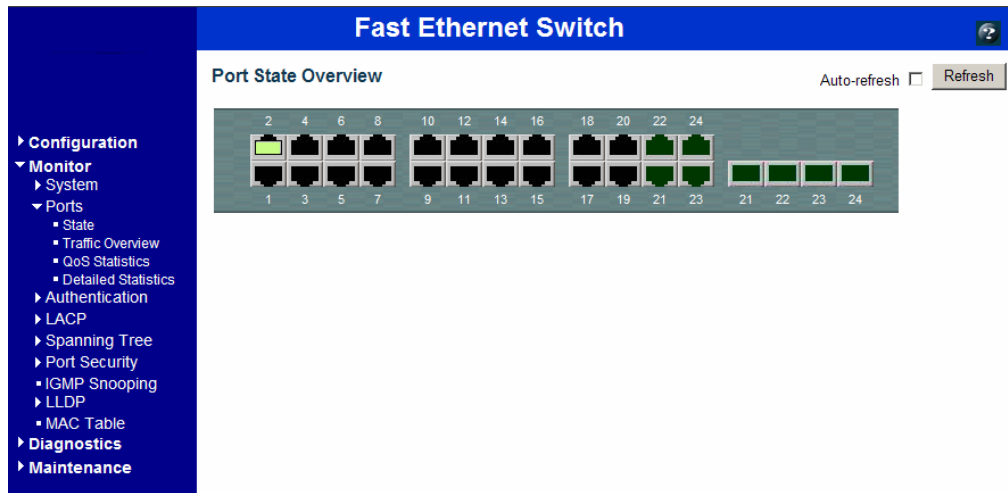 Fast Ethernet Switch
Port State Overview
Auto-refresh
Refresh
2 4 6 8 10 12 14 16 18 20 22 24
1 3 5 7 9 11 13 15 17 19 21 23 21 22 23 24
Configuration
Monitor
System
Ports
State
Traffic Overview
QoS Statistics
Detailed Statistics
Authentication
LACP
Spanning Tree
Port Security
IGMP Snooping
LLDP
MAC Table
Diagnostics
Maintenance
?